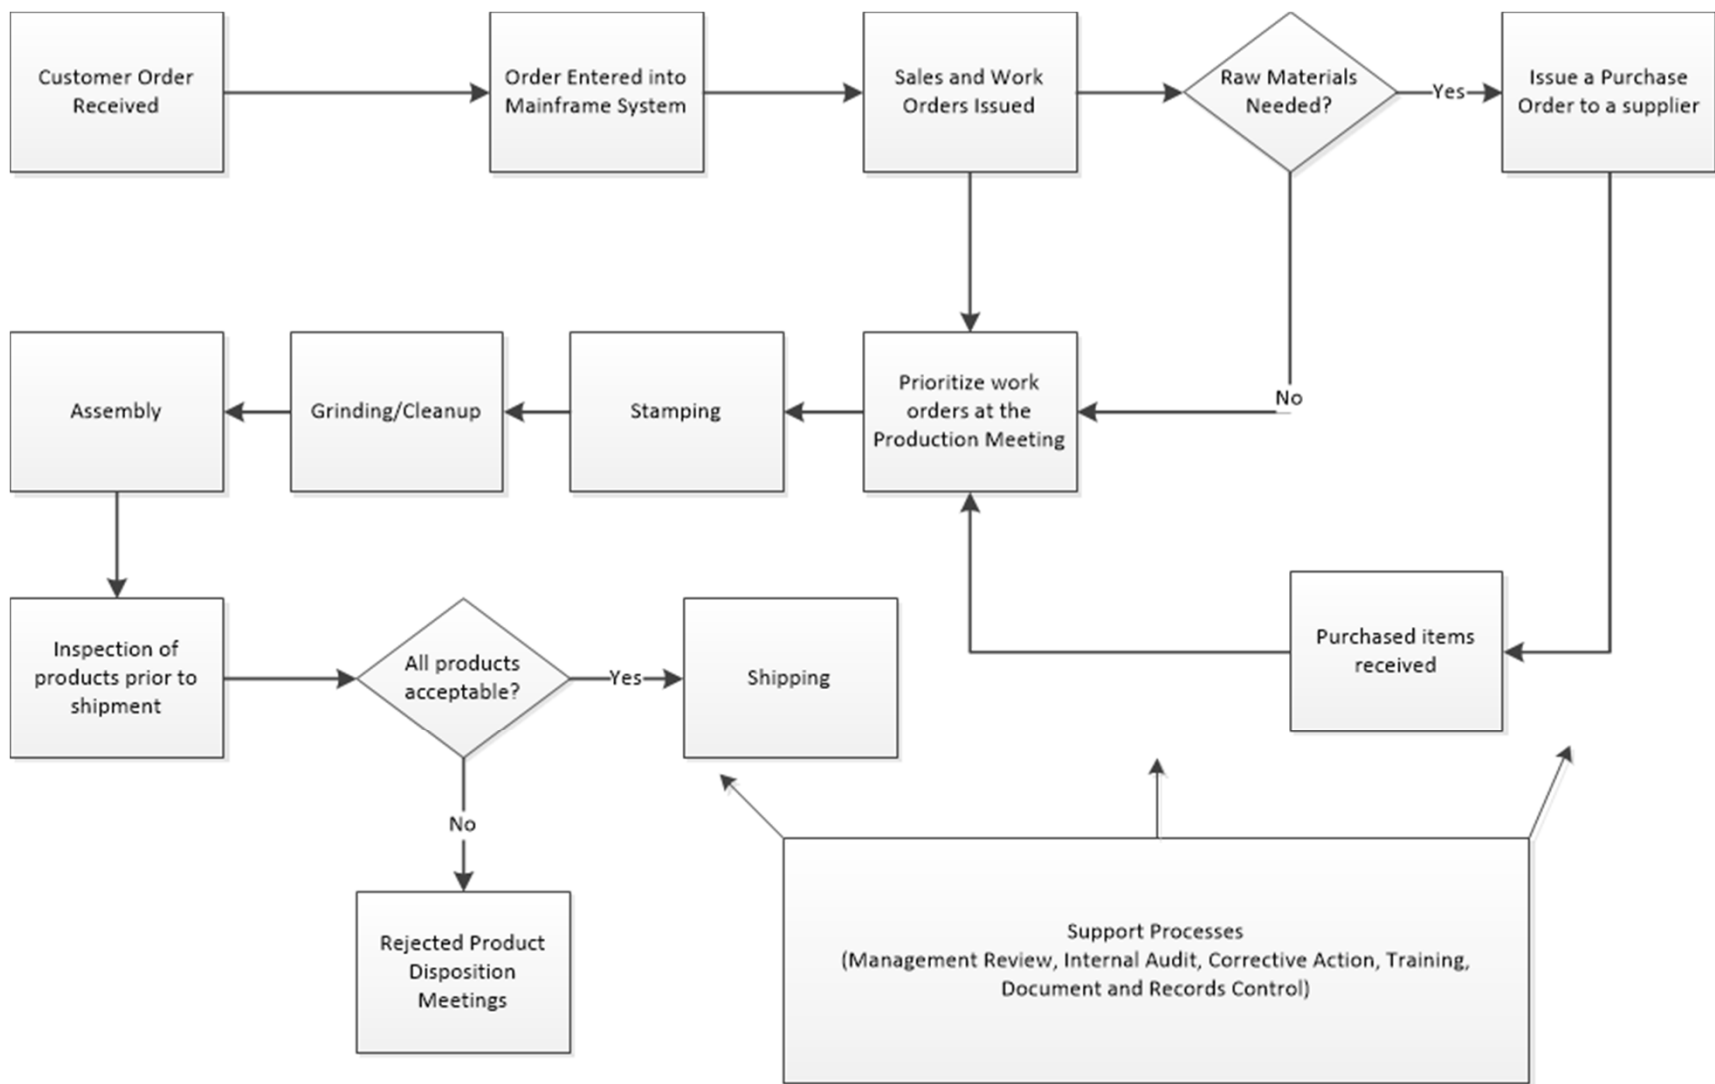 Customer Order
Received
Order Entered into
Mainframe System
Sales and Work
Orders Issued
Raw Materials
Needed?
Yes
Issue a Purchase
Order to a supplier
No
Prioritize work
orders at the
Production Meeting
Stamping
Grinding/Cleanup
Assembly
Purchased items
received
Inspection of
products prior to
shipment
All products
acceptable?
Yes
Shipping
No
Rejected Product
Disposition
Meetings
Support Processes
(Management Review, Internal Audit, Corrective Action, Training,
Document and Records Control)